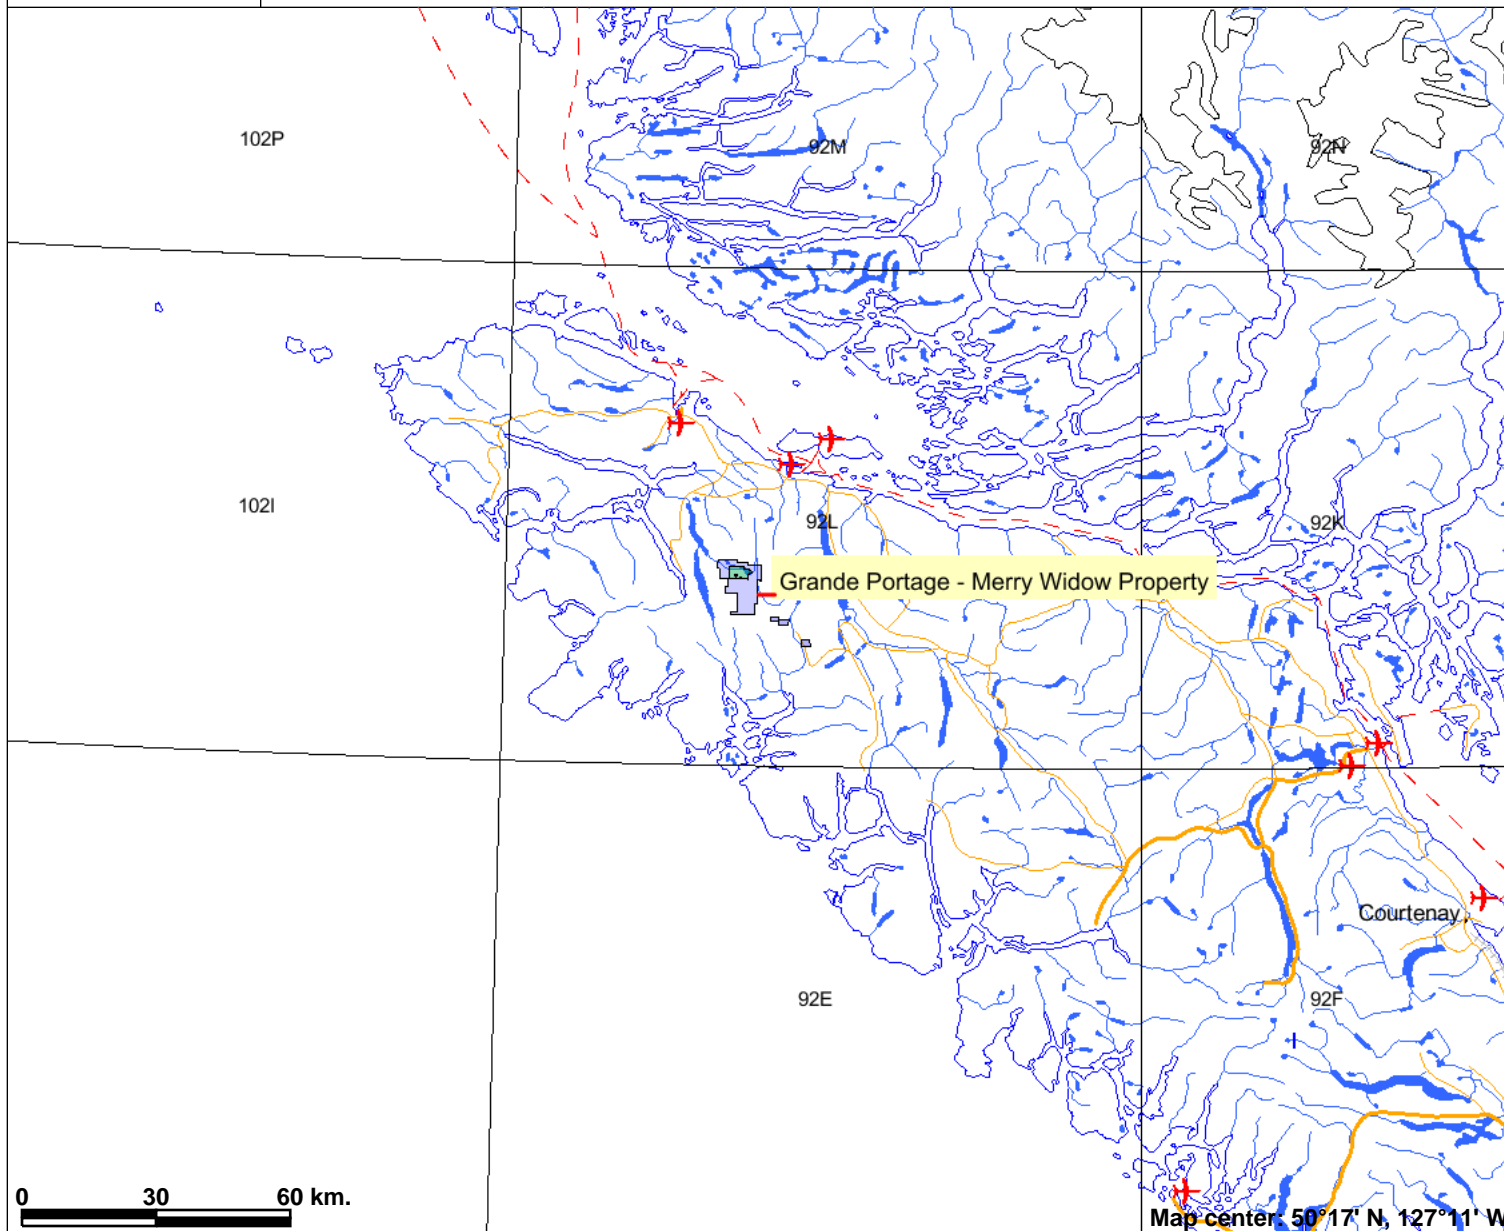 102P
92M
92N
102I
92L
92K
Grande Portage - Merry Widow Property
Courtenay
92E
92F
0 30 60 km.
Map center: 50°17' N, 127°11' W